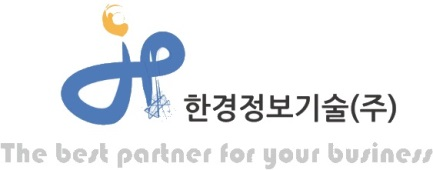 한경정보기술(주)
The best partner for your business